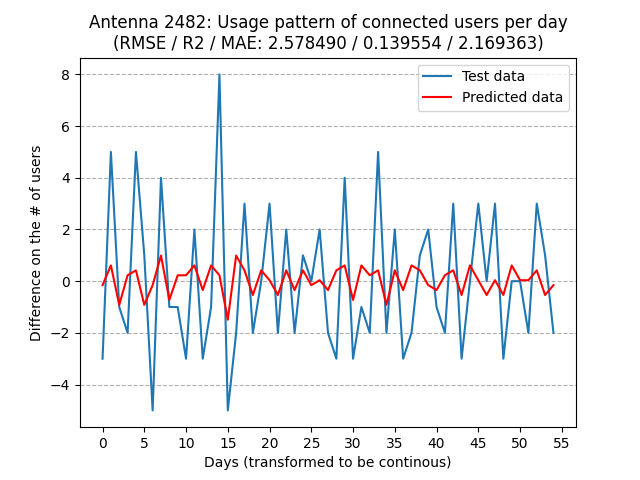 Antenna 2482: Usage pattern of connected users per day
(RMSE / R2 / MAE: 2.578490 / 0.139554 / 2.169363)
Test data
Predicted data
Difference on the # of users
8
6
4
2
0
−2
−4
0 5 10 15 20 25 30 35 40 45 50 55
Days (transformed to be continous)